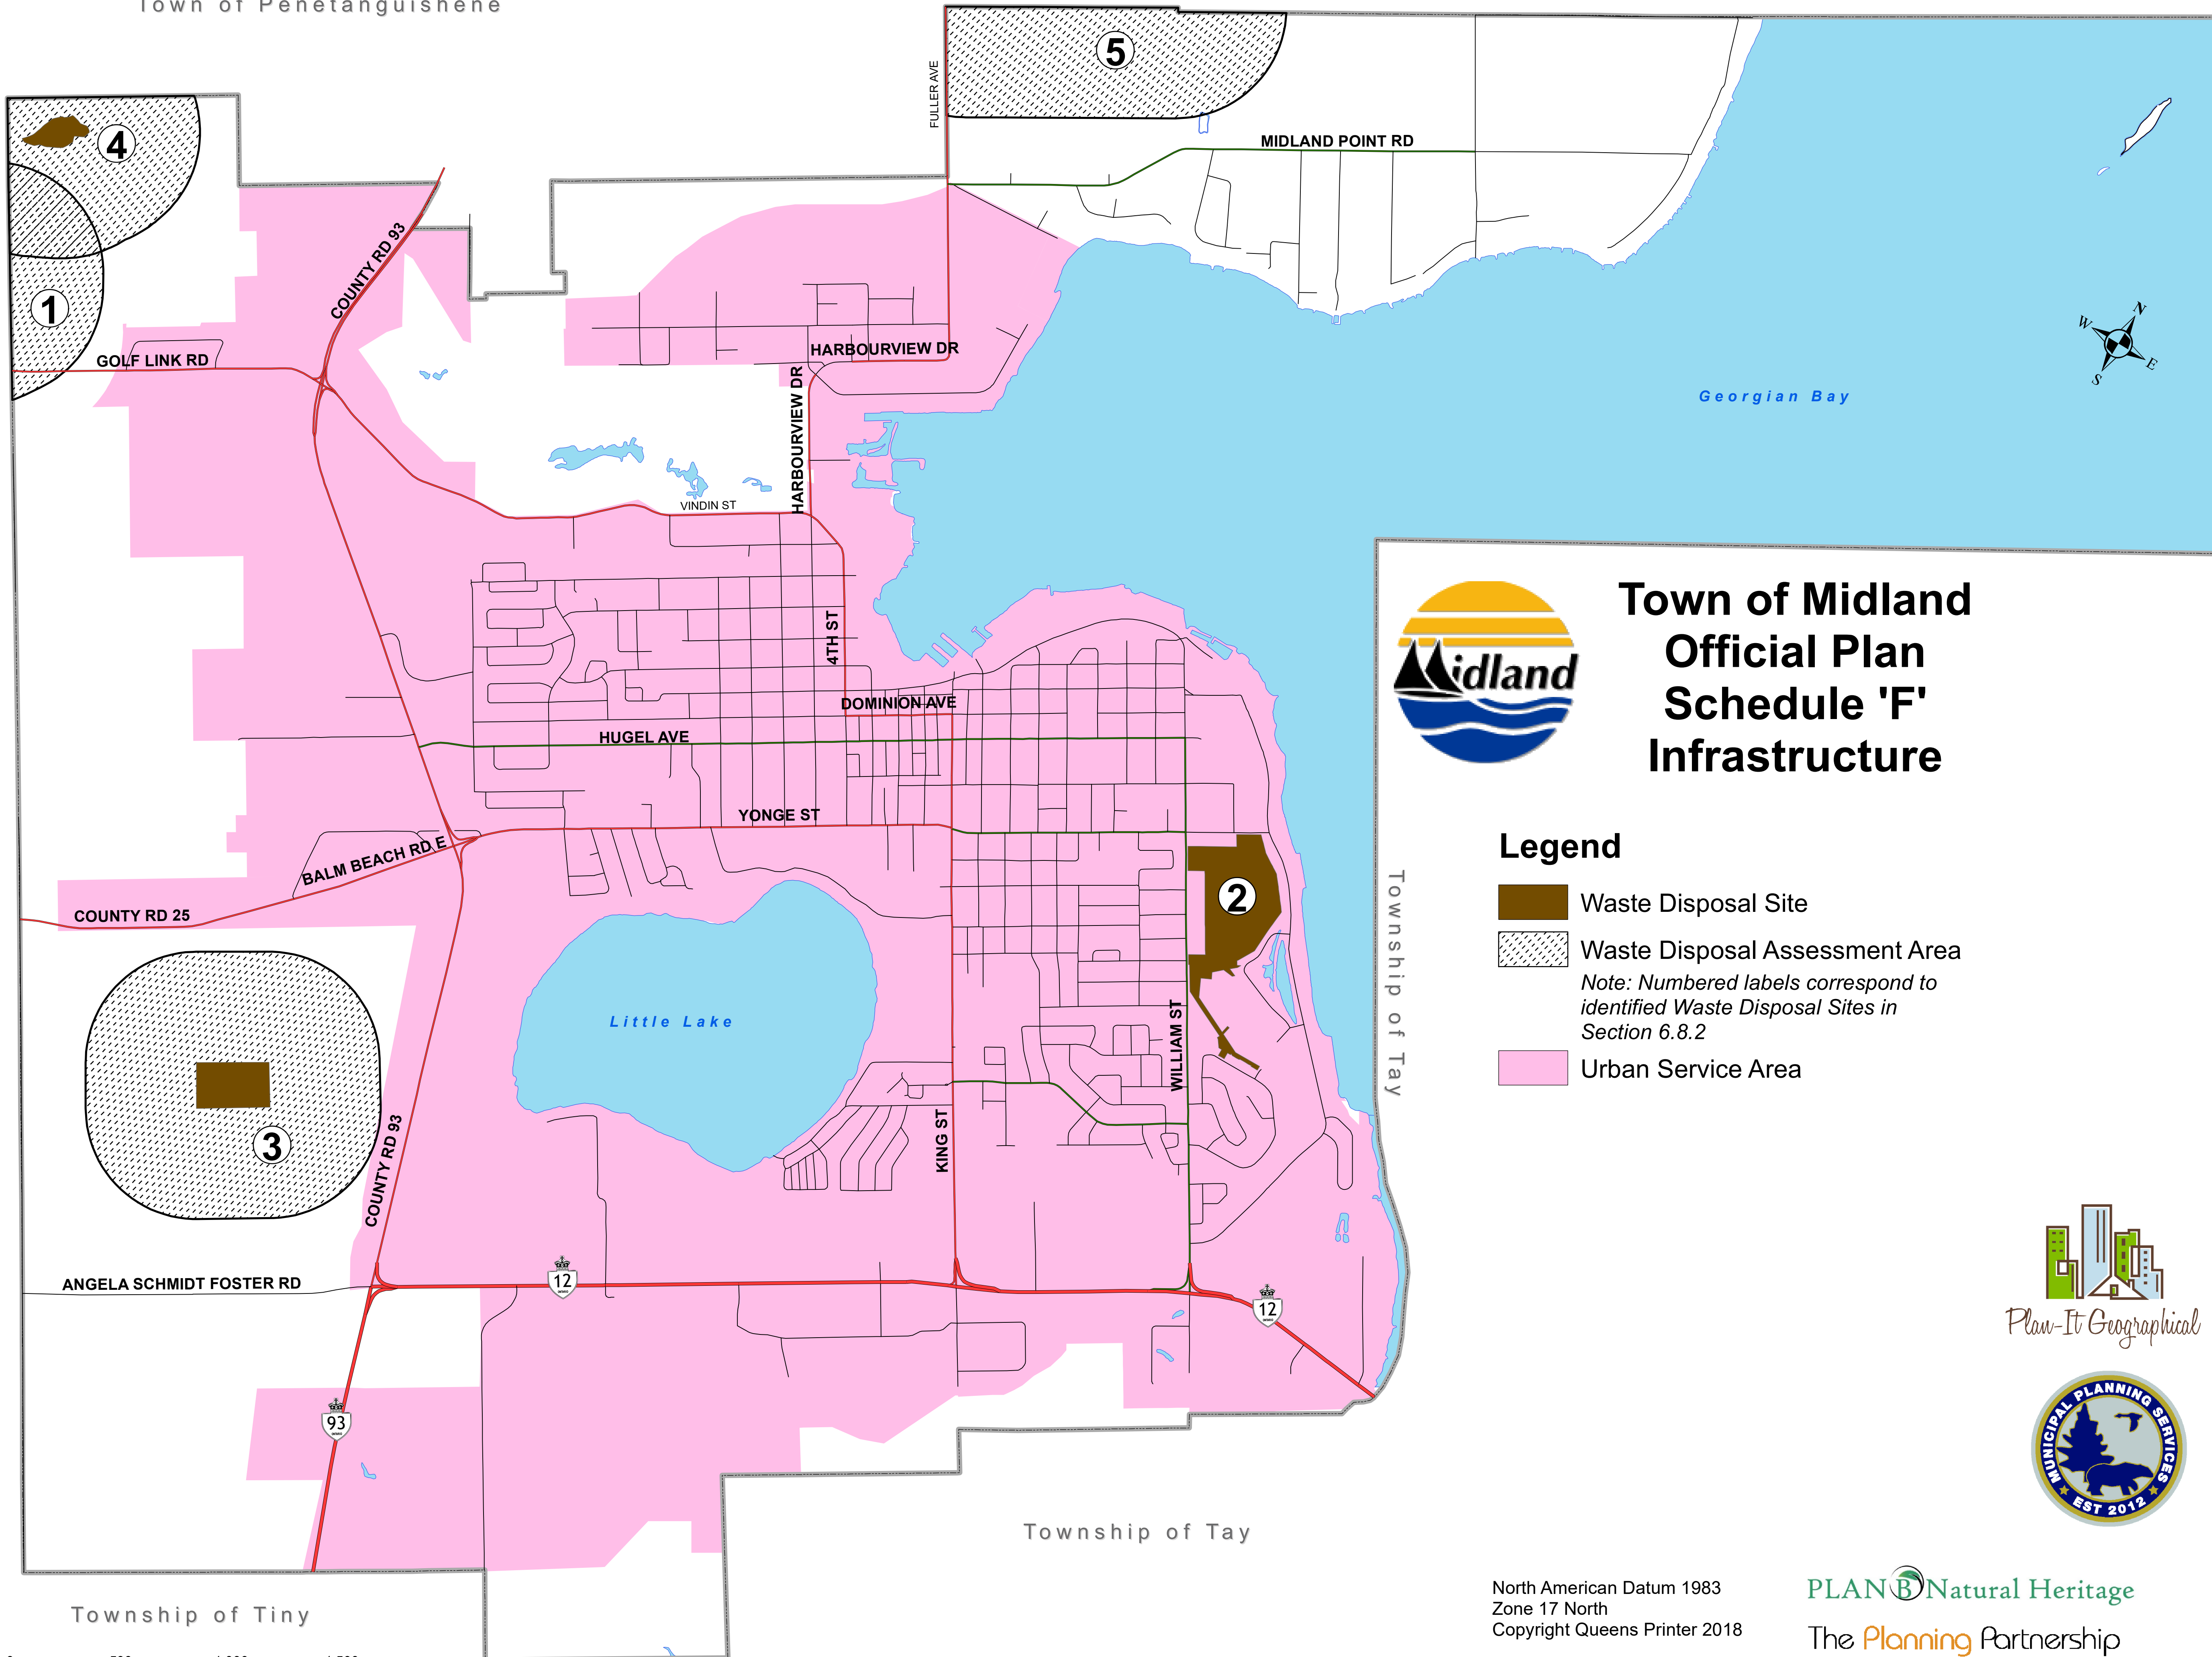 Town of Penetanguishene
5
FULLER AVE
MIDLAND POINT RD
4
COUNTY RD 93
1
GOLF LINK RD
HARBOURVIEW DR
HARBOURVIEW DR
N
W
E
S
Georgian Bay
VINDIN ST
4TH ST
DOMINION AVE
HUGEL AVE
YONGE ST
BALM BEACH RD E
COUNTY RD 25
2
Little Lake
WILLIAM ST
3
COUNTY RD 93
KING ST
ANGELA SCHMIDT FOSTER RD
12
12
93
Township of Tay
Township of Tay
Township of Tiny
Midland
Town of Midland
Official Plan
Schedule 'F'
Infrastructure
Legend
Waste Disposal Site
Waste Disposal Assessment Area
Note: Numbered labels correspond to
identified Waste Disposal Sites in
Section 6.8.2
Urban Service Area
Plan-It Geographical
MUNICIPAL PLANNING SERVICES
EST 2012
North American Datum 1983
Zone 17 North
Copyright Queens Printer 2018
PLAN B Natural Heritage
The Planning Partnership